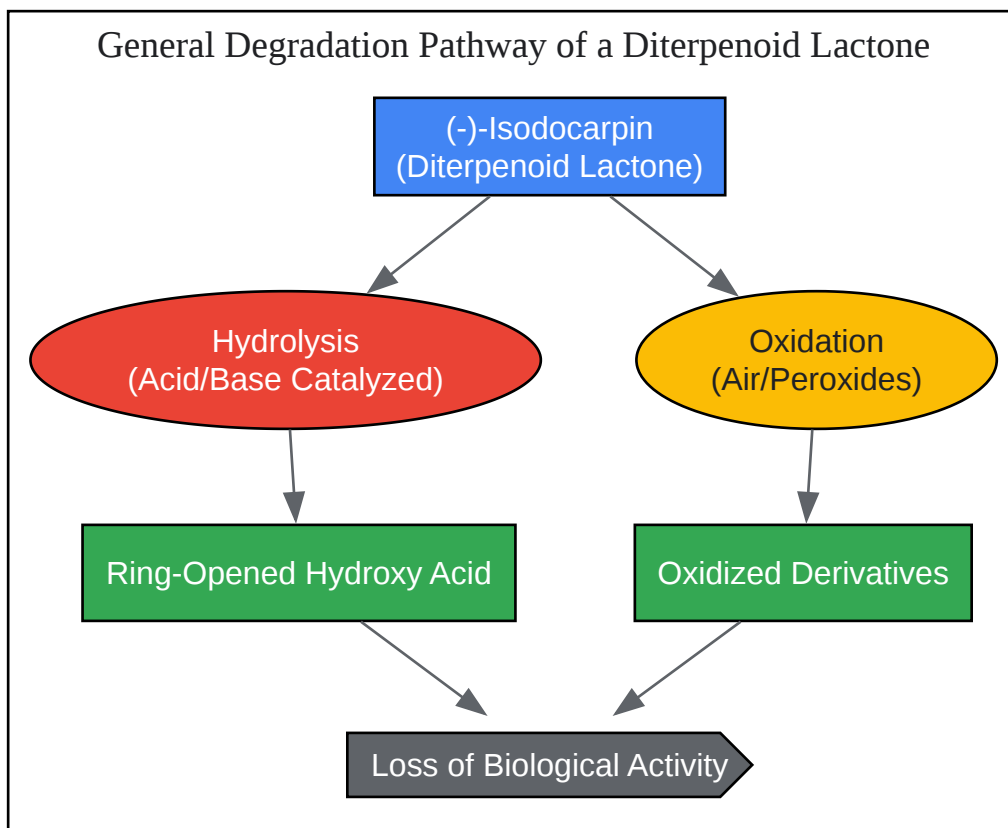 General Degradation Pathway of a Diterpenoid Lactone
(-)-Isodocarpin
(Diterpenoid Lactone)
Hydrolysis
(Acid/Base Catalyzed)
Oxidation
(Air/Peroxides)
Ring-Opened Hydroxy Acid
Oxidized Derivatives
Loss of Biological Activity